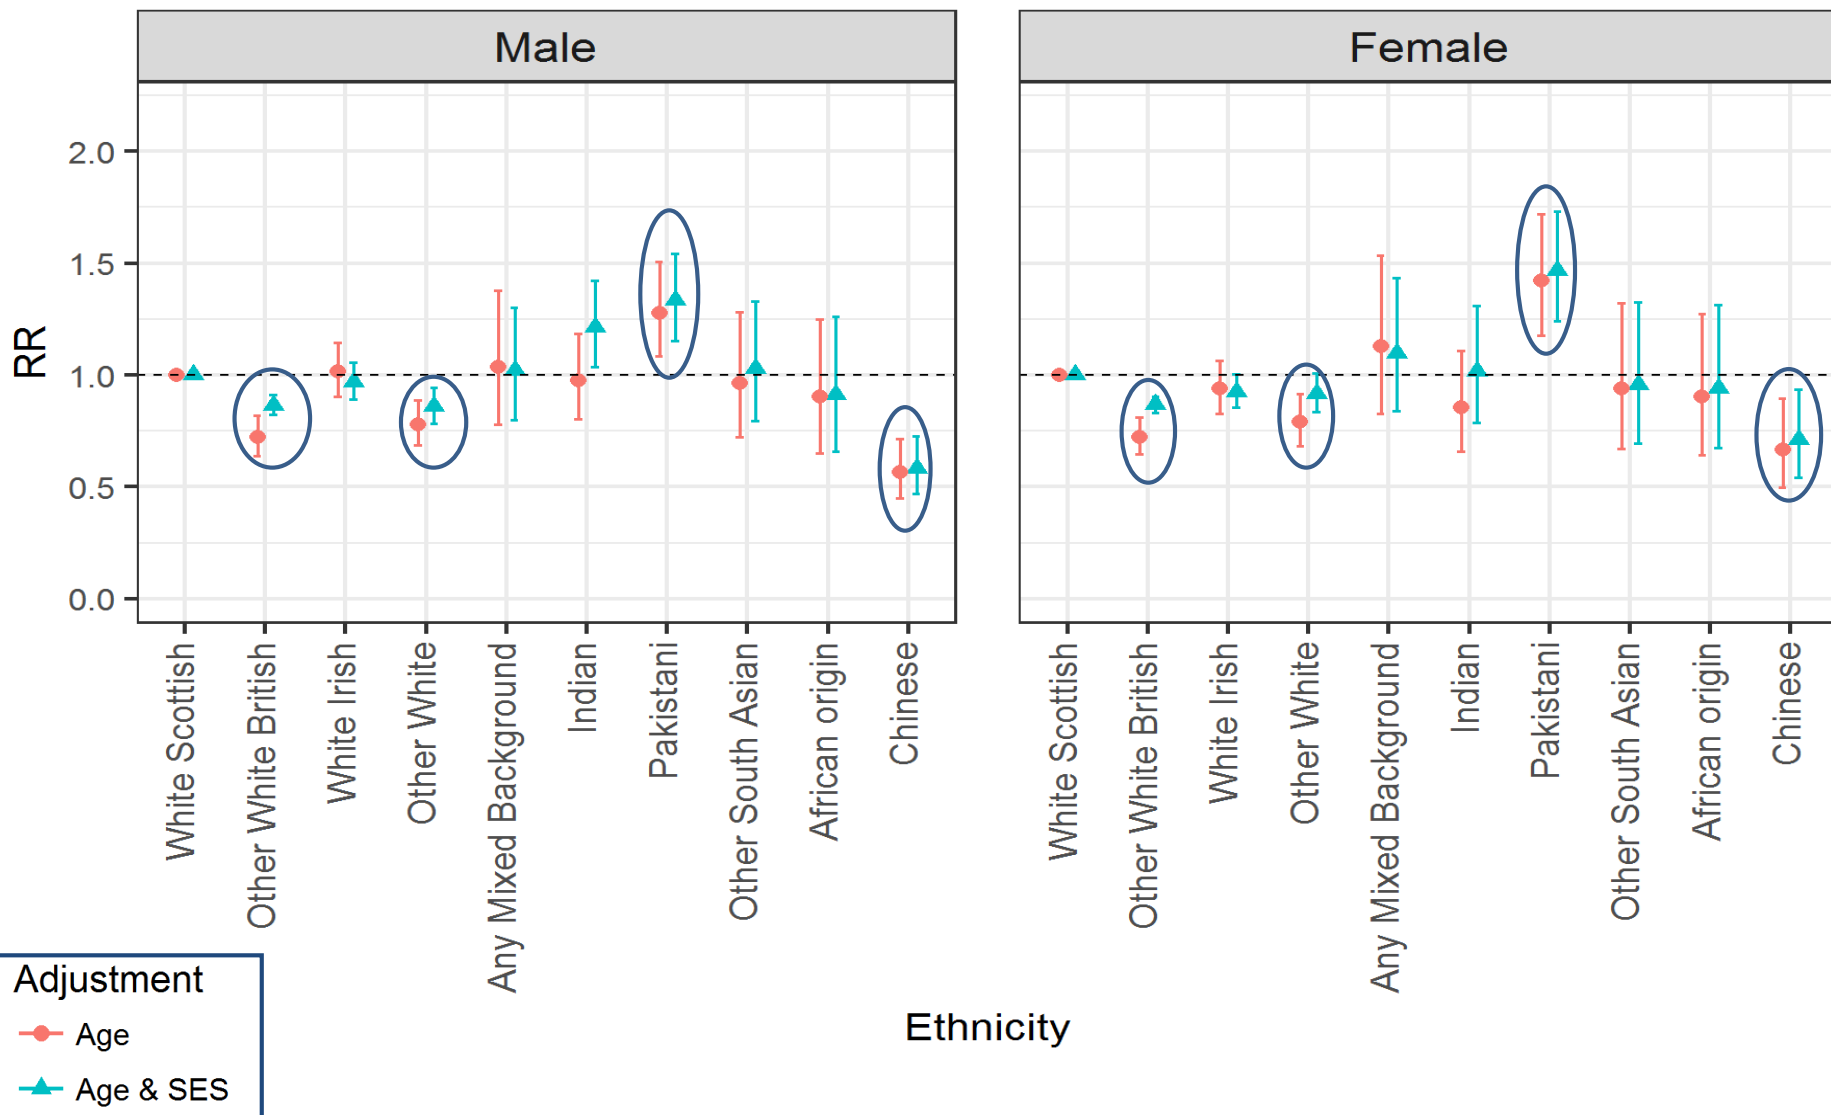 Male
Female
RR
2.0
1.5
1.0
0.5
0.0
White Scottish
Other White British
White Irish
Other White
Any Mixed Background
Indian
Pakistani
Other South Asian
African origin
Chinese
White Scottish
Other White British
White Irish
Other White
Any Mixed Background
Indian
Pakistani
Other South Asian
African origin
Chinese
Ethnicity
Adjustment
Age
Age & SES